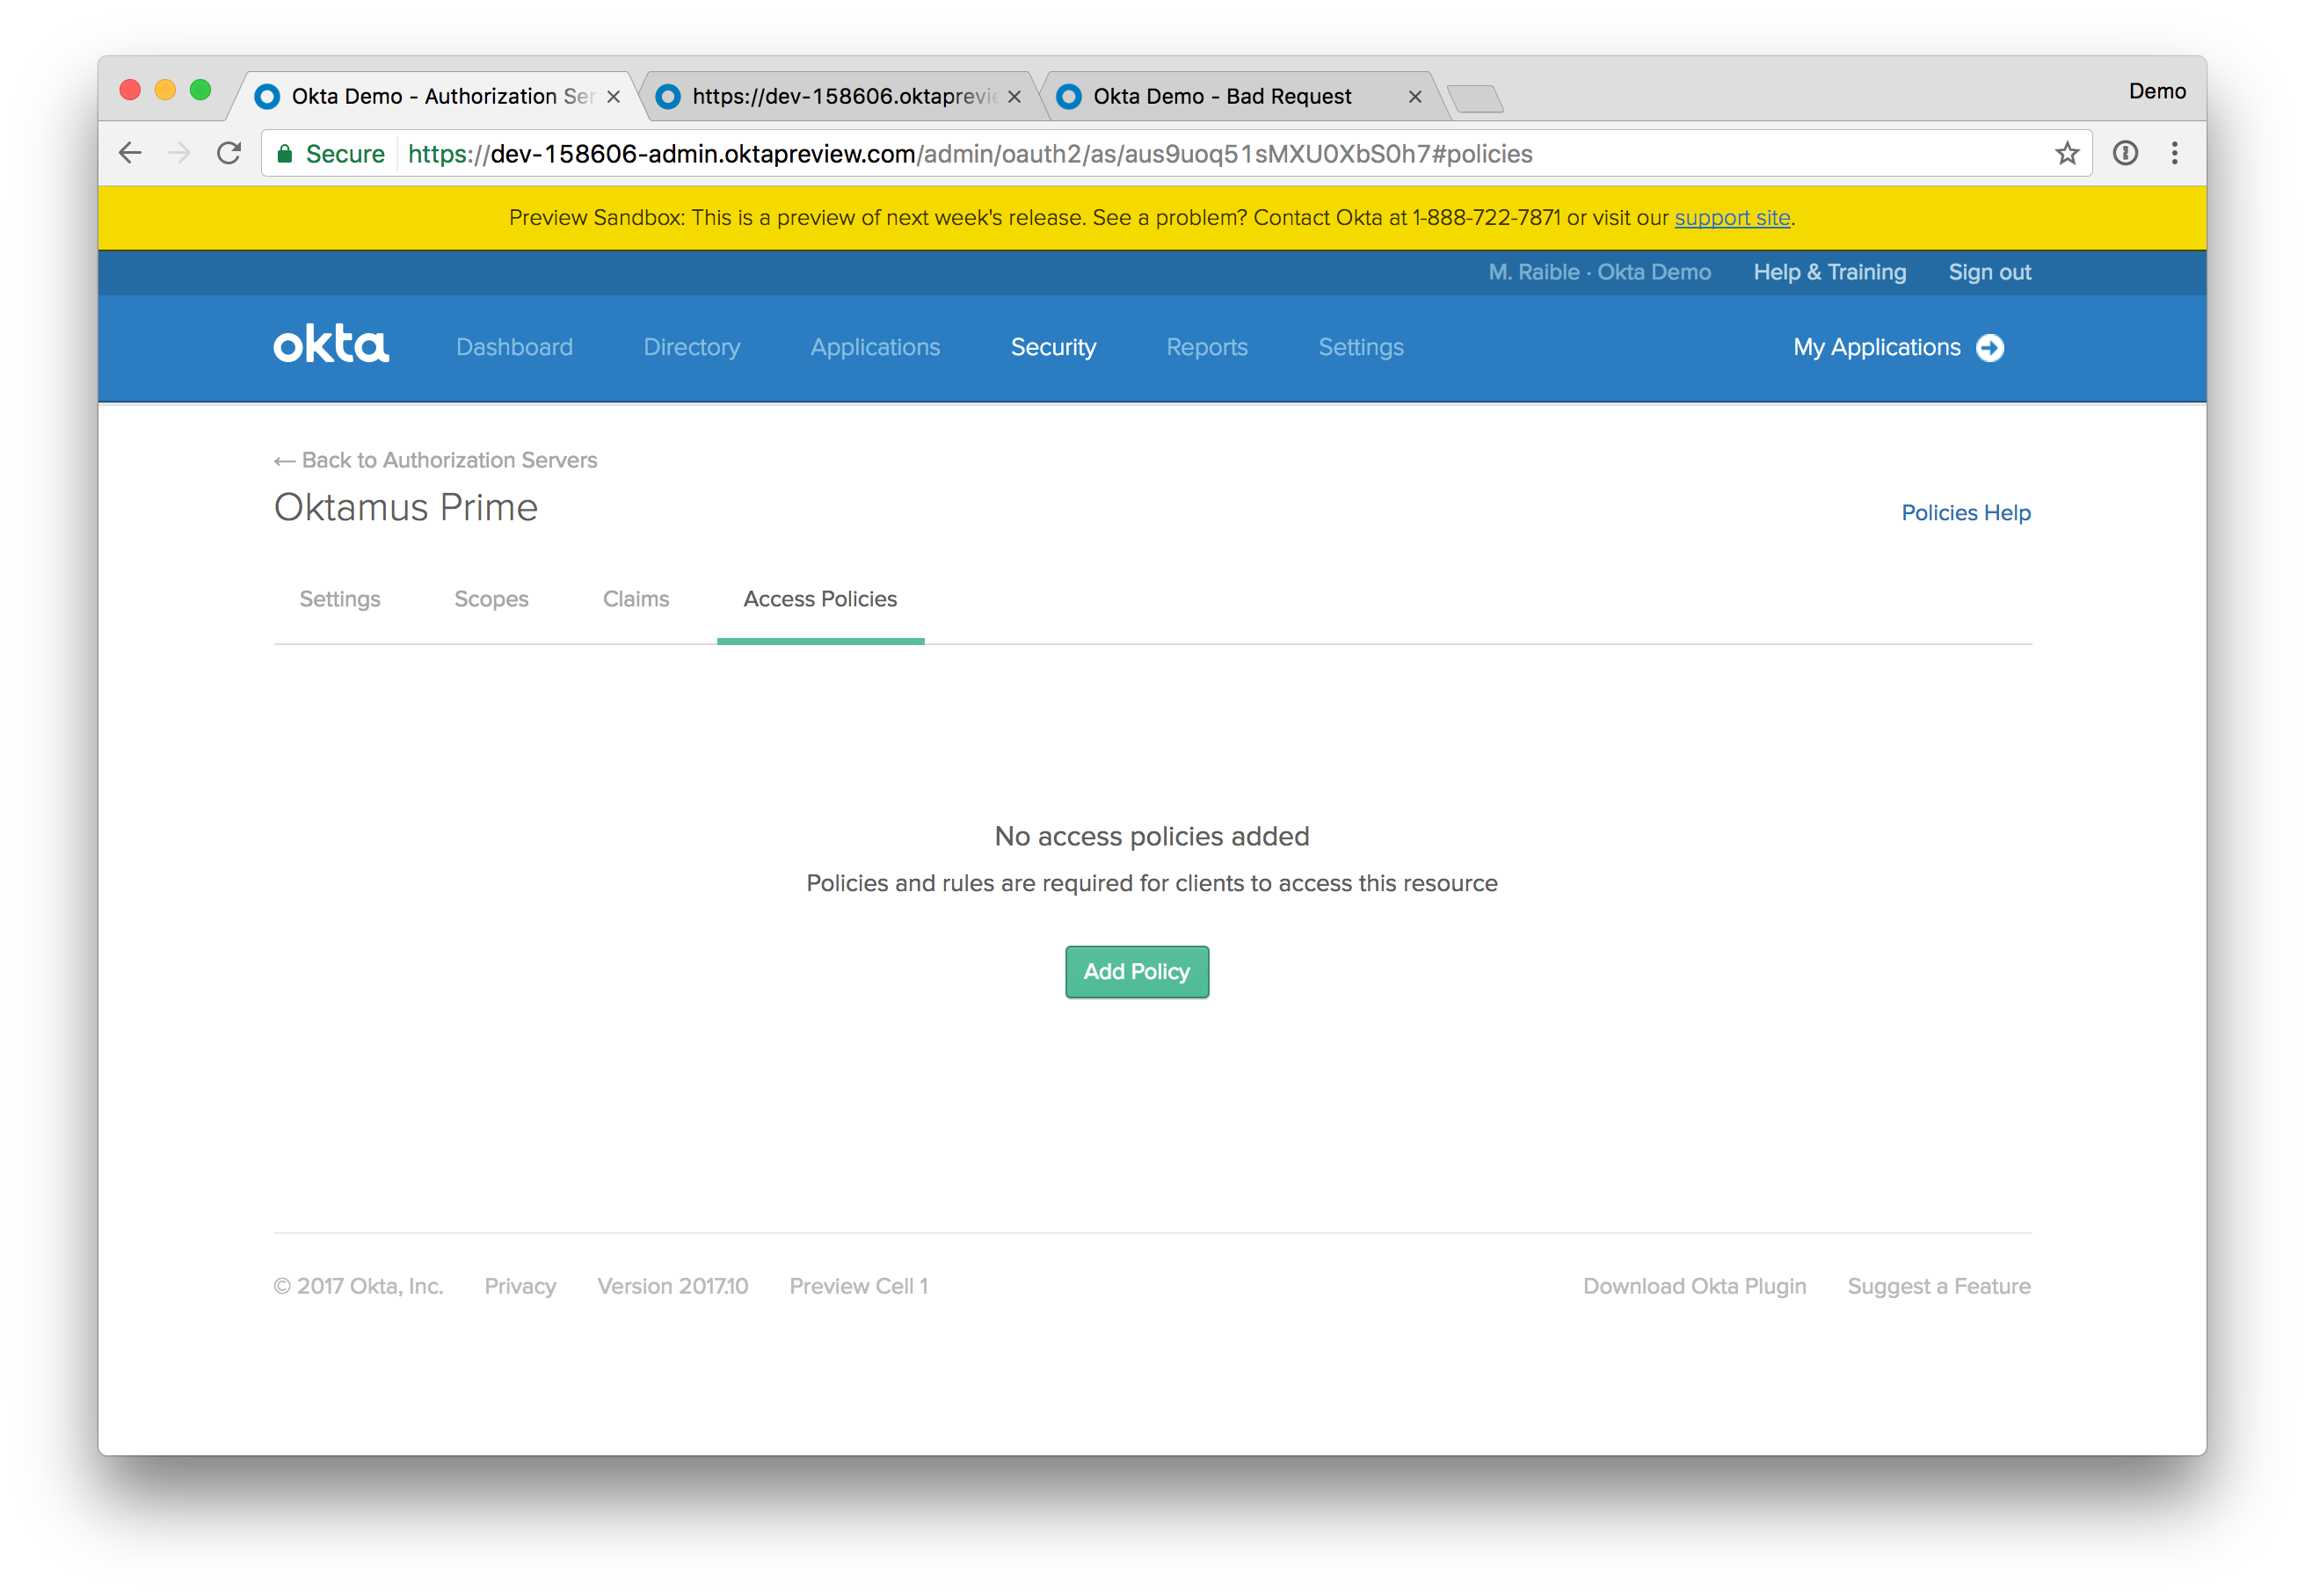 Okta Demo - Authorization Ser
https://dev-158606.oktaprevie
Okta Demo - Bad Request
Demo
Secure https://dev-158606-admin.oktapreview.com/admin/oauth2/as/aus9uoq51sMXU0XbS0h7#policies
Preview Sandbox: This is a preview of next week's release. See a problem? Contact Okta at 1-888-722-7871 or visit our support site.
M. Raible · Okta Demo Help & Training Sign out
okta Dashboard Directory Applications Security Reports Settings My Applications
← Back to Authorization Servers
Oktamus Prime
Policies Help
Settings Scopes Claims Access Policies
No access policies added
Policies and rules are required for clients to access this resource
Add Policy
© 2017 Okta, Inc. Privacy Version 2017.10 Preview Cell 1 Download Okta Plugin Suggest a Feature